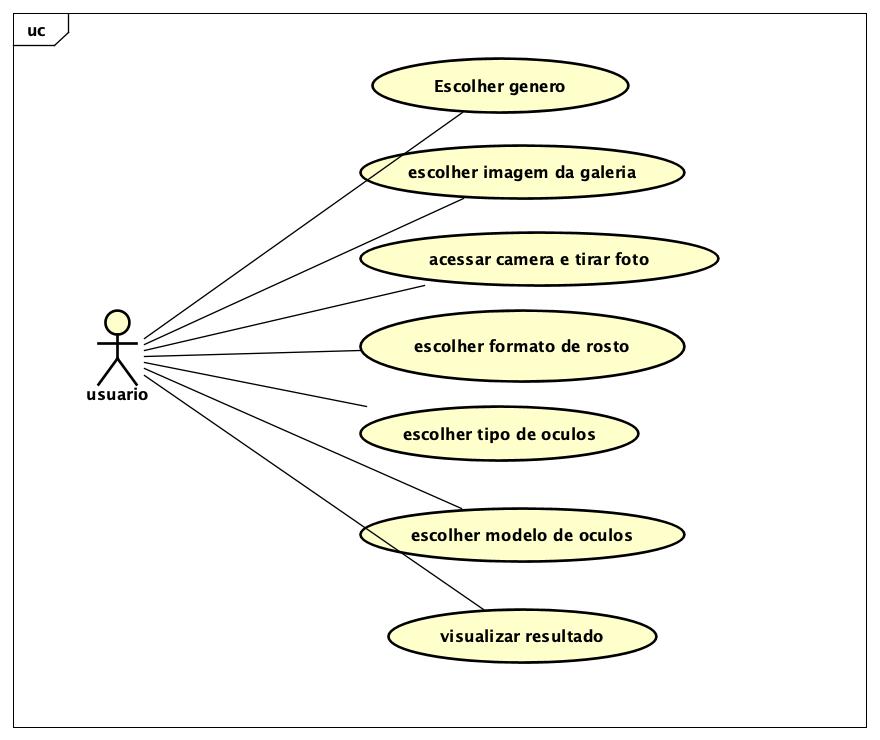 uc
Escolher genero
escolher imagem da galeria
acessar camera e tirar foto
escolher formato de rosto
usuario
escolher tipo de oculos
escolher modelo de oculos
visualizar resultado